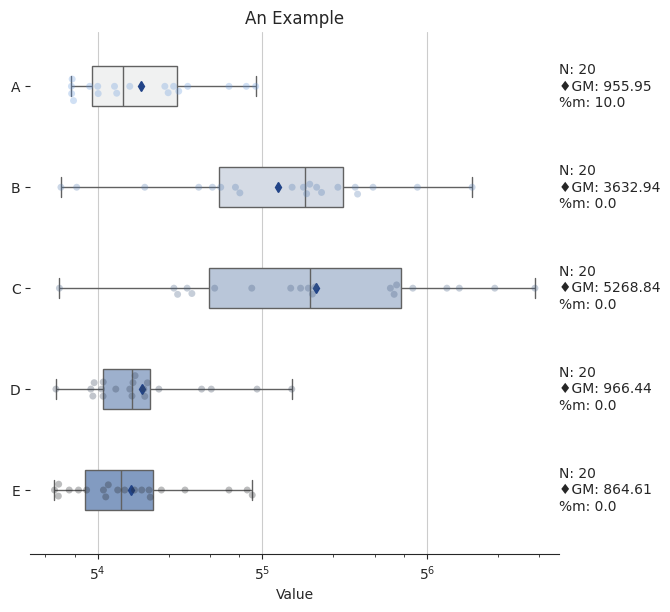 An Example
A
N: 20
♦GM: 955.95
%m: 10.0
B
N: 20
♦GM: 3632.94
%m: 0.0
C
N: 20
♦GM: 5268.84
%m: 0.0
D
N: 20
♦GM: 966.44
%m: 0.0
E
N: 20
♦GM: 864.61
%m: 0.0
5⁴ 5⁵ 5⁶
Value